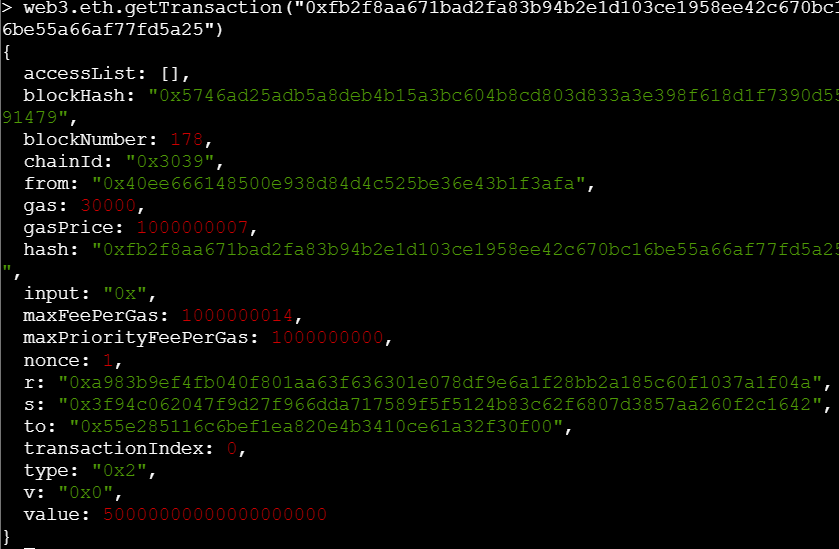 > web3.eth.getTransaction("0xfb2f8aa671bad2fa83b94b2e1d103ce1958ee42c670bc1
6be55a66af77fd5a25")
{
  accessList: [],
  blockHash: "0x5746ad25adb5a8deb4b15a3bc604b8cd803d833a3e398f618d1f7390d55
91479",
  blockNumber: 178,
  chainId: "0x3039",
  from: "0x40ee666148500e938d84d4c525be36e43b1f3afa",
  gas: 30000,
  gasPrice: 1000000007,
  hash: "0xfb2f8aa671bad2fa83b94b2e1d103ce1958ee42c670bc16be55a66af77fd5a25
",
  input: "0x",
  maxFeePerGas: 1000000014,
  maxPriorityFeePerGas: 1000000000,
  nonce: 1,
  r: "0xa983b9ef4fb040f801aa63f636301e078df9e6a1f28bb2a185c60f1037a1f04a",
  s: "0x3f94c062047f9d27f966dda717589f5f5124b83c62f6807d3857aa260f2c1642",
  to: "0x55e285116c6bef1ea820e4b3410ce61a32f30f00",
  transactionIndex: 0,
  type: "0x2",
  v: "0x0",
  value: 50000000000000000000
}